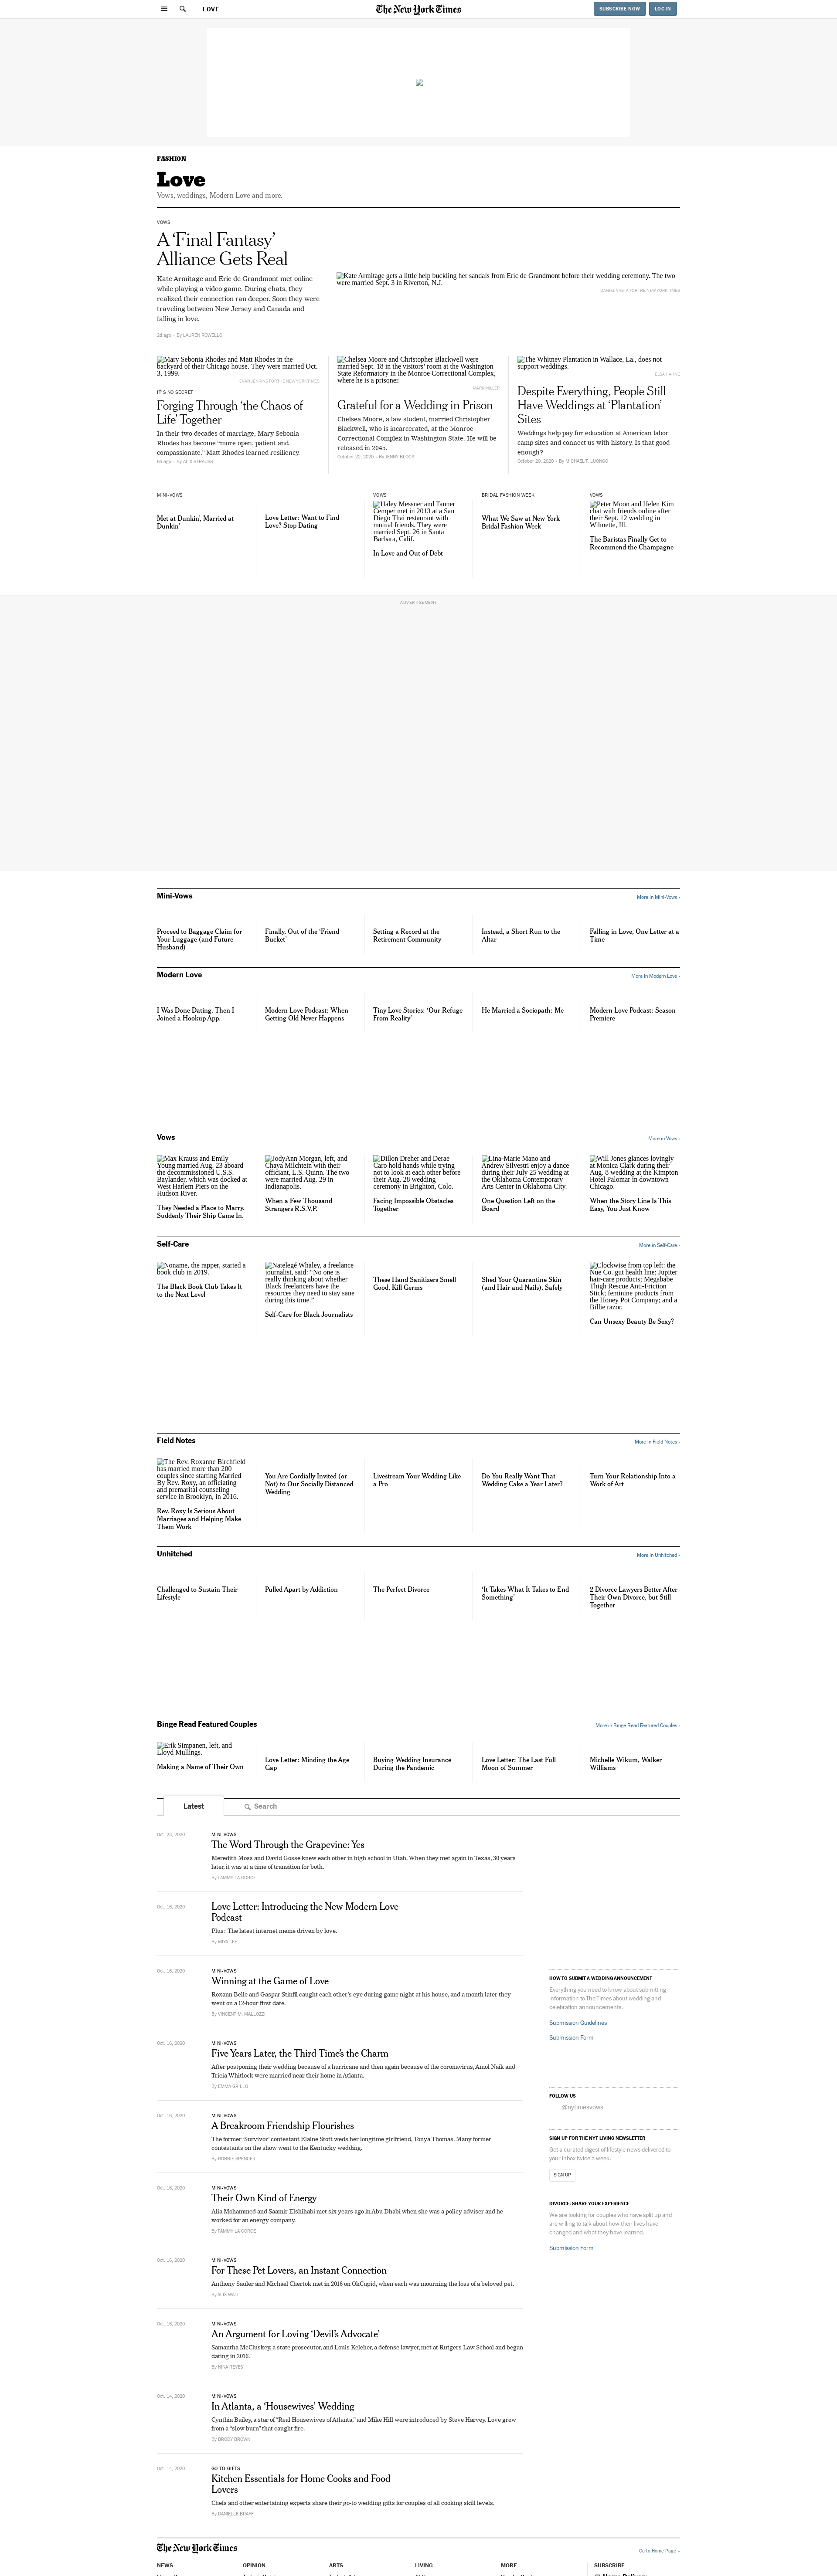 LOVE
The New York Times
SUBSCRIBE NOW
LOG IN
FASHION
Love
Vows, weddings, Modern Love and more.
VOWS
A ‘Final Fantasy’
Alliance Gets Real
Kate Armitage and Eric de Grandmont met online
while playing a video game. During chats, they
realized their connection ran deeper. Soon they were
traveling between New Jersey and Canada and
falling in love.
2d ago – By LAUREN ROWELLO
Kate Armitage gets a little help buckling her sandals from Eric de Grandmont before their wedding ceremony. The two
were married Sept. 3 in Riverton, N.J.
Mary Sebonia Rhodes and Matt Rhodes in the
backyard of their Chicago house. They were married Oct.
3, 1999.
EVAN JENKINS FOR THE NEW YORK TIMES
IT’S NO SECRET
Forging Through ‘the Chaos of
Life’ Together
In their two decades of marriage, Mary Sebonia
Rhodes has become “more open, patient and
compassionate.” Matt Rhodes learned resiliency.
6h ago – By ALIX STRAUSS
Chelsea Moore and Christopher Blackwell were
married Sept. 18 in the visitors’ room at the Washington
State Reformatory in the Monroe Correctional Complex,
where he is a prisoner.
MARK MILLER
Grateful for a Wedding in Prison
Chelsea Moore, a law student, married Christopher
Blackwell, who is incarcerated, at the Monroe
Correctional Complex in Washington State. He will be
released in 2045.
October 22, 2020 – By JENNY BLOCK
The Whitney Plantation in Wallace, La., does not
support weddings.
ELSA HAHNE
Despite Everything, People Still
Have Weddings at ‘Plantation’
Sites
Weddings help pay for education at American labor
camp sites and connect us with history. Is that good
enough?
October 26, 2020 – By MICHAEL T. LUONGO
MINI-VOWS
Met at Dunkin’, Married at
Dunkin’
Love Letter: Want to Find
Love? Stop Dating
VOWS
Haley Messner and Tanner
Cemper met in 2013 at a San
Diego Thai restaurant with
mutual friends. They were
married Sept. 26 in Santa
Barbara, Calif.
In Love and Out of Debt
BRIDAL FASHION WEEK
What We Saw at New York
Bridal Fashion Week
VOWS
Peter Moon and Helen Kim
chat with friends online after
their Sept. 12 wedding in
Wilmette, Ill.
The Baristas Finally Get to
Recommend the Champagne
ADVERTISEMENT
Mini-Vows
More in Mini-Vows ›
Proceed to Baggage Claim for
Your Luggage (and Future
Husband)
Finally, Out of the ‘Friend
Bucket’
Setting a Record at the
Retirement Community
Instead, a Short Run to the
Altar
Falling in Love, One Letter at a
Time
Modern Love
More in Modern Love ›
I Was Done Dating. Then I
Joined a Hookup App.
Modern Love Podcast: When
Getting Old Never Happens
Tiny Love Stories: ‘Our Refuge
From Reality’
He Married a Sociopath: Me
Modern Love Podcast: Season
Premiere
Vows
More in Vows ›
Max Krauss and Emily
Young married Aug. 23 aboard
the decommissioned U.S.S.
Baylander, which was docked
at West Harlem Piers on the
Hudson River.
They Needed a Place to Marry.
Suddenly Their Ship Came In.
JodyAnn Morgan, left, and
Chaya Milchtein with their
officiant, L.S. Quinn. The two
were married Aug. 29 in
Indianapolis.
When a Few Thousand
Strangers R.S.V.P.
Dillon Dreher and Derae
Caro hold hands while trying
not to look at each other before
their Aug. 28 wedding
ceremony in Brighton, Colo.
Facing Impossible Obstacles
Together
Lina-Marie Mano and
Andrew Silvestri enjoy a dance
during their July 25 wedding at
the Oklahoma Contemporary
Arts Center in Oklahoma City.
One Question Left on the
Board
Will Jones glances lovingly
at Monica Clark during their
Aug. 8 wedding at the Kimpton
Hotel Palomar in downtown
Chicago.
When the Story Line Is This
Easy, You Just Know
Self-Care
More in Self-Care ›
Noname, the rapper, started a
book club in 2019.
The Black Book Club Takes It
to the Next Level
Natelegé Whaley, a freelance
journalist, said: “No one is
really thinking about whether
Black freelancers have the
resources they need to stay sane
during this time.”
Self-Care for Black Journalists
These Hand Sanitizers Smell
Good, Kill Germs
Shed Your Quarantine Skin
(and Hair and Nails), Safely
Clockwise from top left: the
Nue Co. gut health line; Jupiter
hair-care products; Megababe
Thigh Rescue Anti-Friction
Stick; feminine products from
the Honey Pot Company; and a
Billie razor.
Can Unsexy Beauty Be Sexy?
Field Notes
More in Field Notes ›
The Rev. Roxanne Birchfield
has married more than 200
couples since starting Married
By Rev. Roxy, an officiating
and premarital counseling
service in Brooklyn, in 2016.
Rev. Roxy Is Serious About
Marriages and Helping Make
Them Work
You Are Cordially Invited (or
Not) to Our Socially Distanced
Wedding
Livestream Your Wedding Like
a Pro
Do You Really Want That
Wedding Cake a Year Later?
Turn Your Relationship Into a
Work of Art
Unhitched
More in Unhitched ›
Challenged to Sustain Their
Lifestyle
Pulled Apart by Addiction
The Perfect Divorce
‘It Takes What It Takes to End
Something’
2 Divorce Lawyers Better After
Their Own Divorce, but Still
Together
Binge Read Featured Couples
More in Binge Read Featured Couples ›
Erik Simpanen, left, and
Lloyd Mullings.
Making a Name of Their Own
Love Letter: Minding the Age
Gap
Buying Wedding Insurance
During the Pandemic
Love Letter: The Last Full
Moon of Summer
Michelle Wikum, Walker
Williams
Latest
Search
Oct. 23, 2020
MINI-VOWS
The Word Through the Grapevine: Yes
Meredith Moss and David Gosse knew each other in high school in Utah. When they met again in Texas, 30 years
later, it was at a time of transition for both.
By TAMMY LA GORCE
Oct. 16, 2020
Love Letter: Introducing the New Modern Love
Podcast
Plus: The latest internet meme driven by love.
By MIYA LEE
Oct. 16, 2020
MINI-VOWS
Winning at the Game of Love
Roxann Belle and Gaspar Stinfil caught each other’s eye during game night at his house, and a month later they
went on a 12-hour first date.
By VINCENT M. MALLOZZI
Oct. 16, 2020
MINI-VOWS
Five Years Later, the Third Time’s the Charm
After postponing their wedding because of a hurricane and then again because of the coronavirus, Amol Naik and
Tricia Whitlock were married near their home in Atlanta.
By EMMA GRILLO
Oct. 16, 2020
MINI-VOWS
A Breakroom Friendship Flourishes
The former ‘Survivor’ contestant Elaine Stott weds her longtime girlfriend, Tonya Thomas. Many former
contestants on the show went to the Kentucky wedding.
By ROBBIE SPENCER
Oct. 16, 2020
MINI-VOWS
Their Own Kind of Energy
Alia Mohammed and Saamir Elshihabi met six years ago in Abu Dhabi when she was a policy adviser and he
worked for an energy company.
By TAMMY LA GORCE
Oct. 16, 2020
MINI-VOWS
For These Pet Lovers, an Instant Connection
Anthony Sauler and Michael Chertok met in 2016 on OkCupid, when each was mourning the loss of a beloved pet.
By ALIX WALL
Oct. 16, 2020
MINI-VOWS
An Argument for Loving ‘Devil’s Advocate’
Samantha McCluskey, a state prosecutor, and Louis Keleher, a defense lawyer, met at Rutgers Law School and began
dating in 2016.
By NINA REYES
Oct. 14, 2020
MINI-VOWS
In Atlanta, a ‘Housewives’ Wedding
Cynthia Bailey, a star of “Real Housewives of Atlanta,” and Mike Hill were introduced by Steve Harvey. Love grew
from a “slow burn” that caught fire.
By BRODY BROWN
Oct. 14, 2020
GO-TO-GIFTS
Kitchen Essentials for Home Cooks and Food
Lovers
Chefs and other entertaining experts share their go-to wedding gifts for couples of all cooking skill levels.
By DANIELLE BRAFF
HOW TO SUBMIT A WEDDING ANNOUNCEMENT
Everything you need to know about submitting
information to The Times about wedding and
celebration announcements.
Submission Guidelines
Submission Form
FOLLOW US
@nytimesvows
SIGN UP FOR THE NYT LIVING NEWSLETTER
Get a curated digest of lifestyle news delivered to
your inbox twice a week.
SIGN UP
DIVORCE: SHARE YOUR EXPERIENCE
We are looking for couples who have split up and
are willing to talk about how their lives have
changed and what they have learned.
Submission Form
The New York Times
Go to Home Page »
NEWS
OPINION
ARTS
LIVING
MORE
SUBSCRIBE